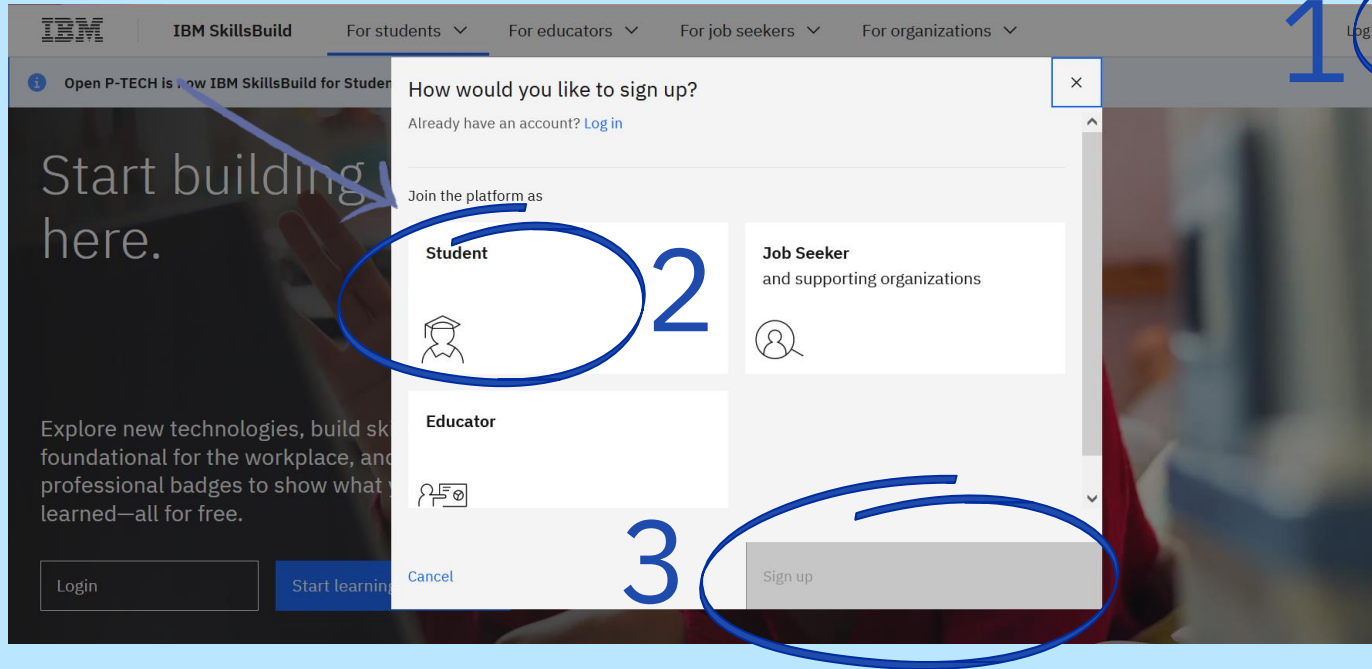 IBM IBM SkillsBuild For students For educators For job seekers For organizations Log
1
Open P-TECH is now IBM SkillsBuild for Studen
How would you like to sign up?
Already have an account? Log in
Start building
here.
Join the platform as
Student
2
Job Seeker
and supporting organizations
Educator
Explore new technologies, build sk
foundational for the workplace, and
professional badges to show what
learned—all for free.
3
Login
Start learning
Cancel
Sign up